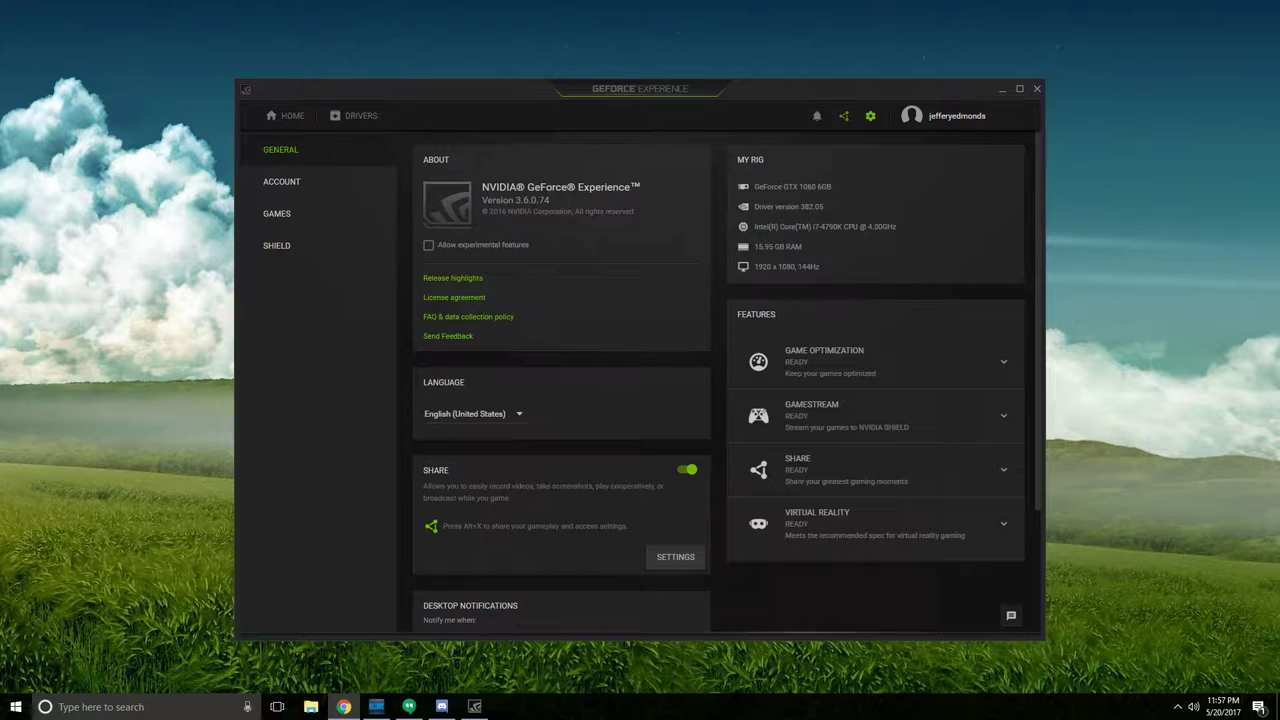 GEFORCE EXPERIENCE
HOME
DRIVERS
jefferyedmonds
GENERAL
ACCOUNT
GAMES
SHIELD
ABOUT
NVIDIA® GeForce® Experience™
Version 3.6.0.74
© 2016 NVIDIA Corporation, All rights reserved.
Allow experimental features
Release highlights
License agreement
FAQ & data collection policy
Send Feedback
LANGUAGE
English (United States)
SHARE
Allows you to easily record videos, take screenshots, play cooperatively, or
broadcast while you game.
Press Alt+X to share your gameplay and access settings.
SETTINGS
DESKTOP NOTIFICATIONS
Notify me when:
MY RIG
GeForce GTX 1060 6GB
Driver version 382.05
Intel(R) Core(TM) i7-4790K CPU @ 4.00GHz
15.95 GB RAM
1920 x 1080, 144Hz
FEATURES
GAME OPTIMIZATION
READY
Keep your games optimized
GAMESTREAM
READY
Stream your games to NVIDIA SHIELD
SHARE
READY
Share your greatest gaming moments
VIRTUAL REALITY
READY
Meets the recommended spec for virtual reality gaming
Type here to search
11:57 PM
5/20/2017